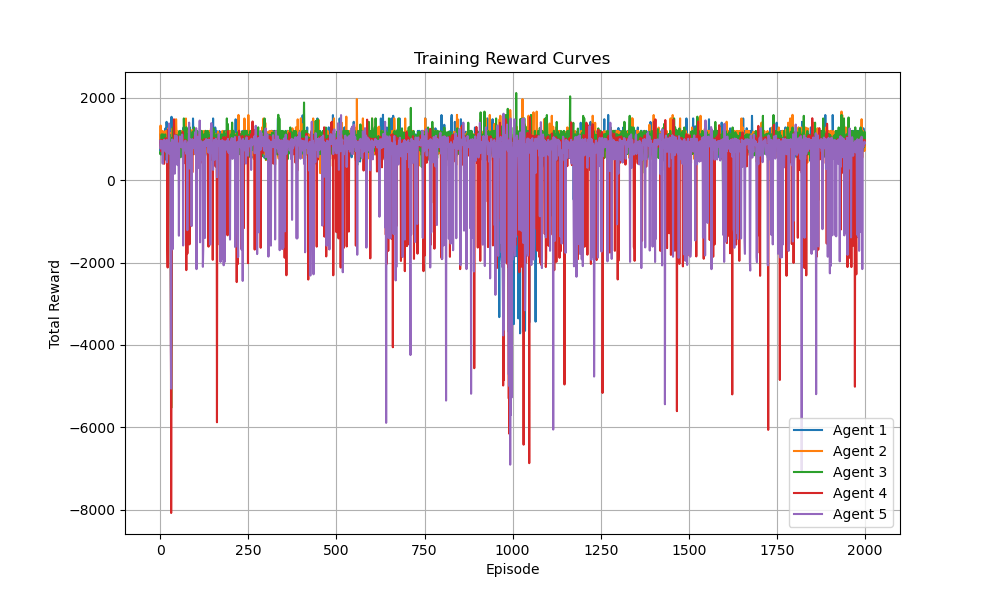 Training Reward Curves
Total Reward
2000
0
−2000
−4000
−6000
−8000
Agent 1
Agent 2
Agent 3
Agent 4
Agent 5
0 250 500 750 1000 1250 1500 1750 2000
Episode